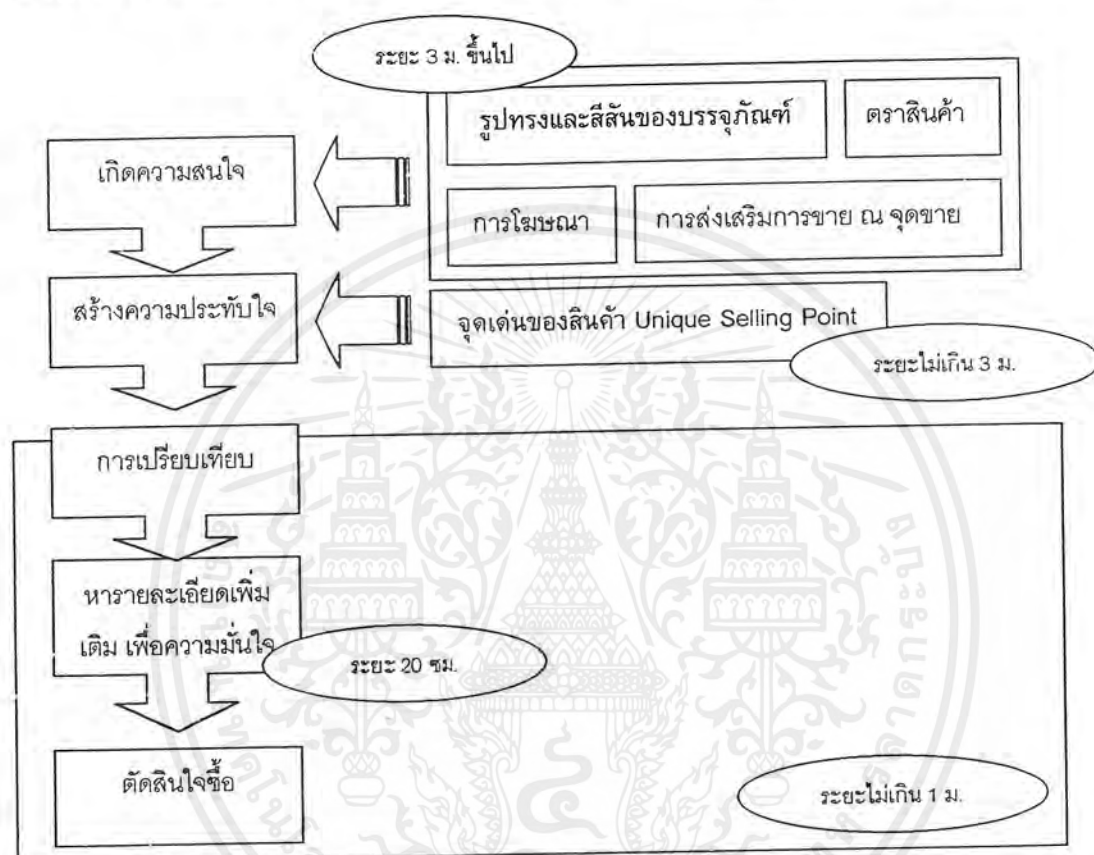 ระยะ 3 ม. ขึ้นไป
รูปทรงและสีสันของบรรจุภัณฑ์
ตราสินค้า
เกิดความสนใจ
การโฆษณา
การส่งเสริมการขาย ณ จุดขาย
สร้างความประทับใจ
จุดเด่นของสินค้า Unique Selling Point
ระยะไม่เกิน 3 ม.
การเปรียบเทียบ
หารายละเอียดเพิ่ม
เติม เพื่อความมั่นใจ
ระยะ 20 ซม.
ตัดสินใจซื้อ
ระยะไม่เกิน 1 ม.